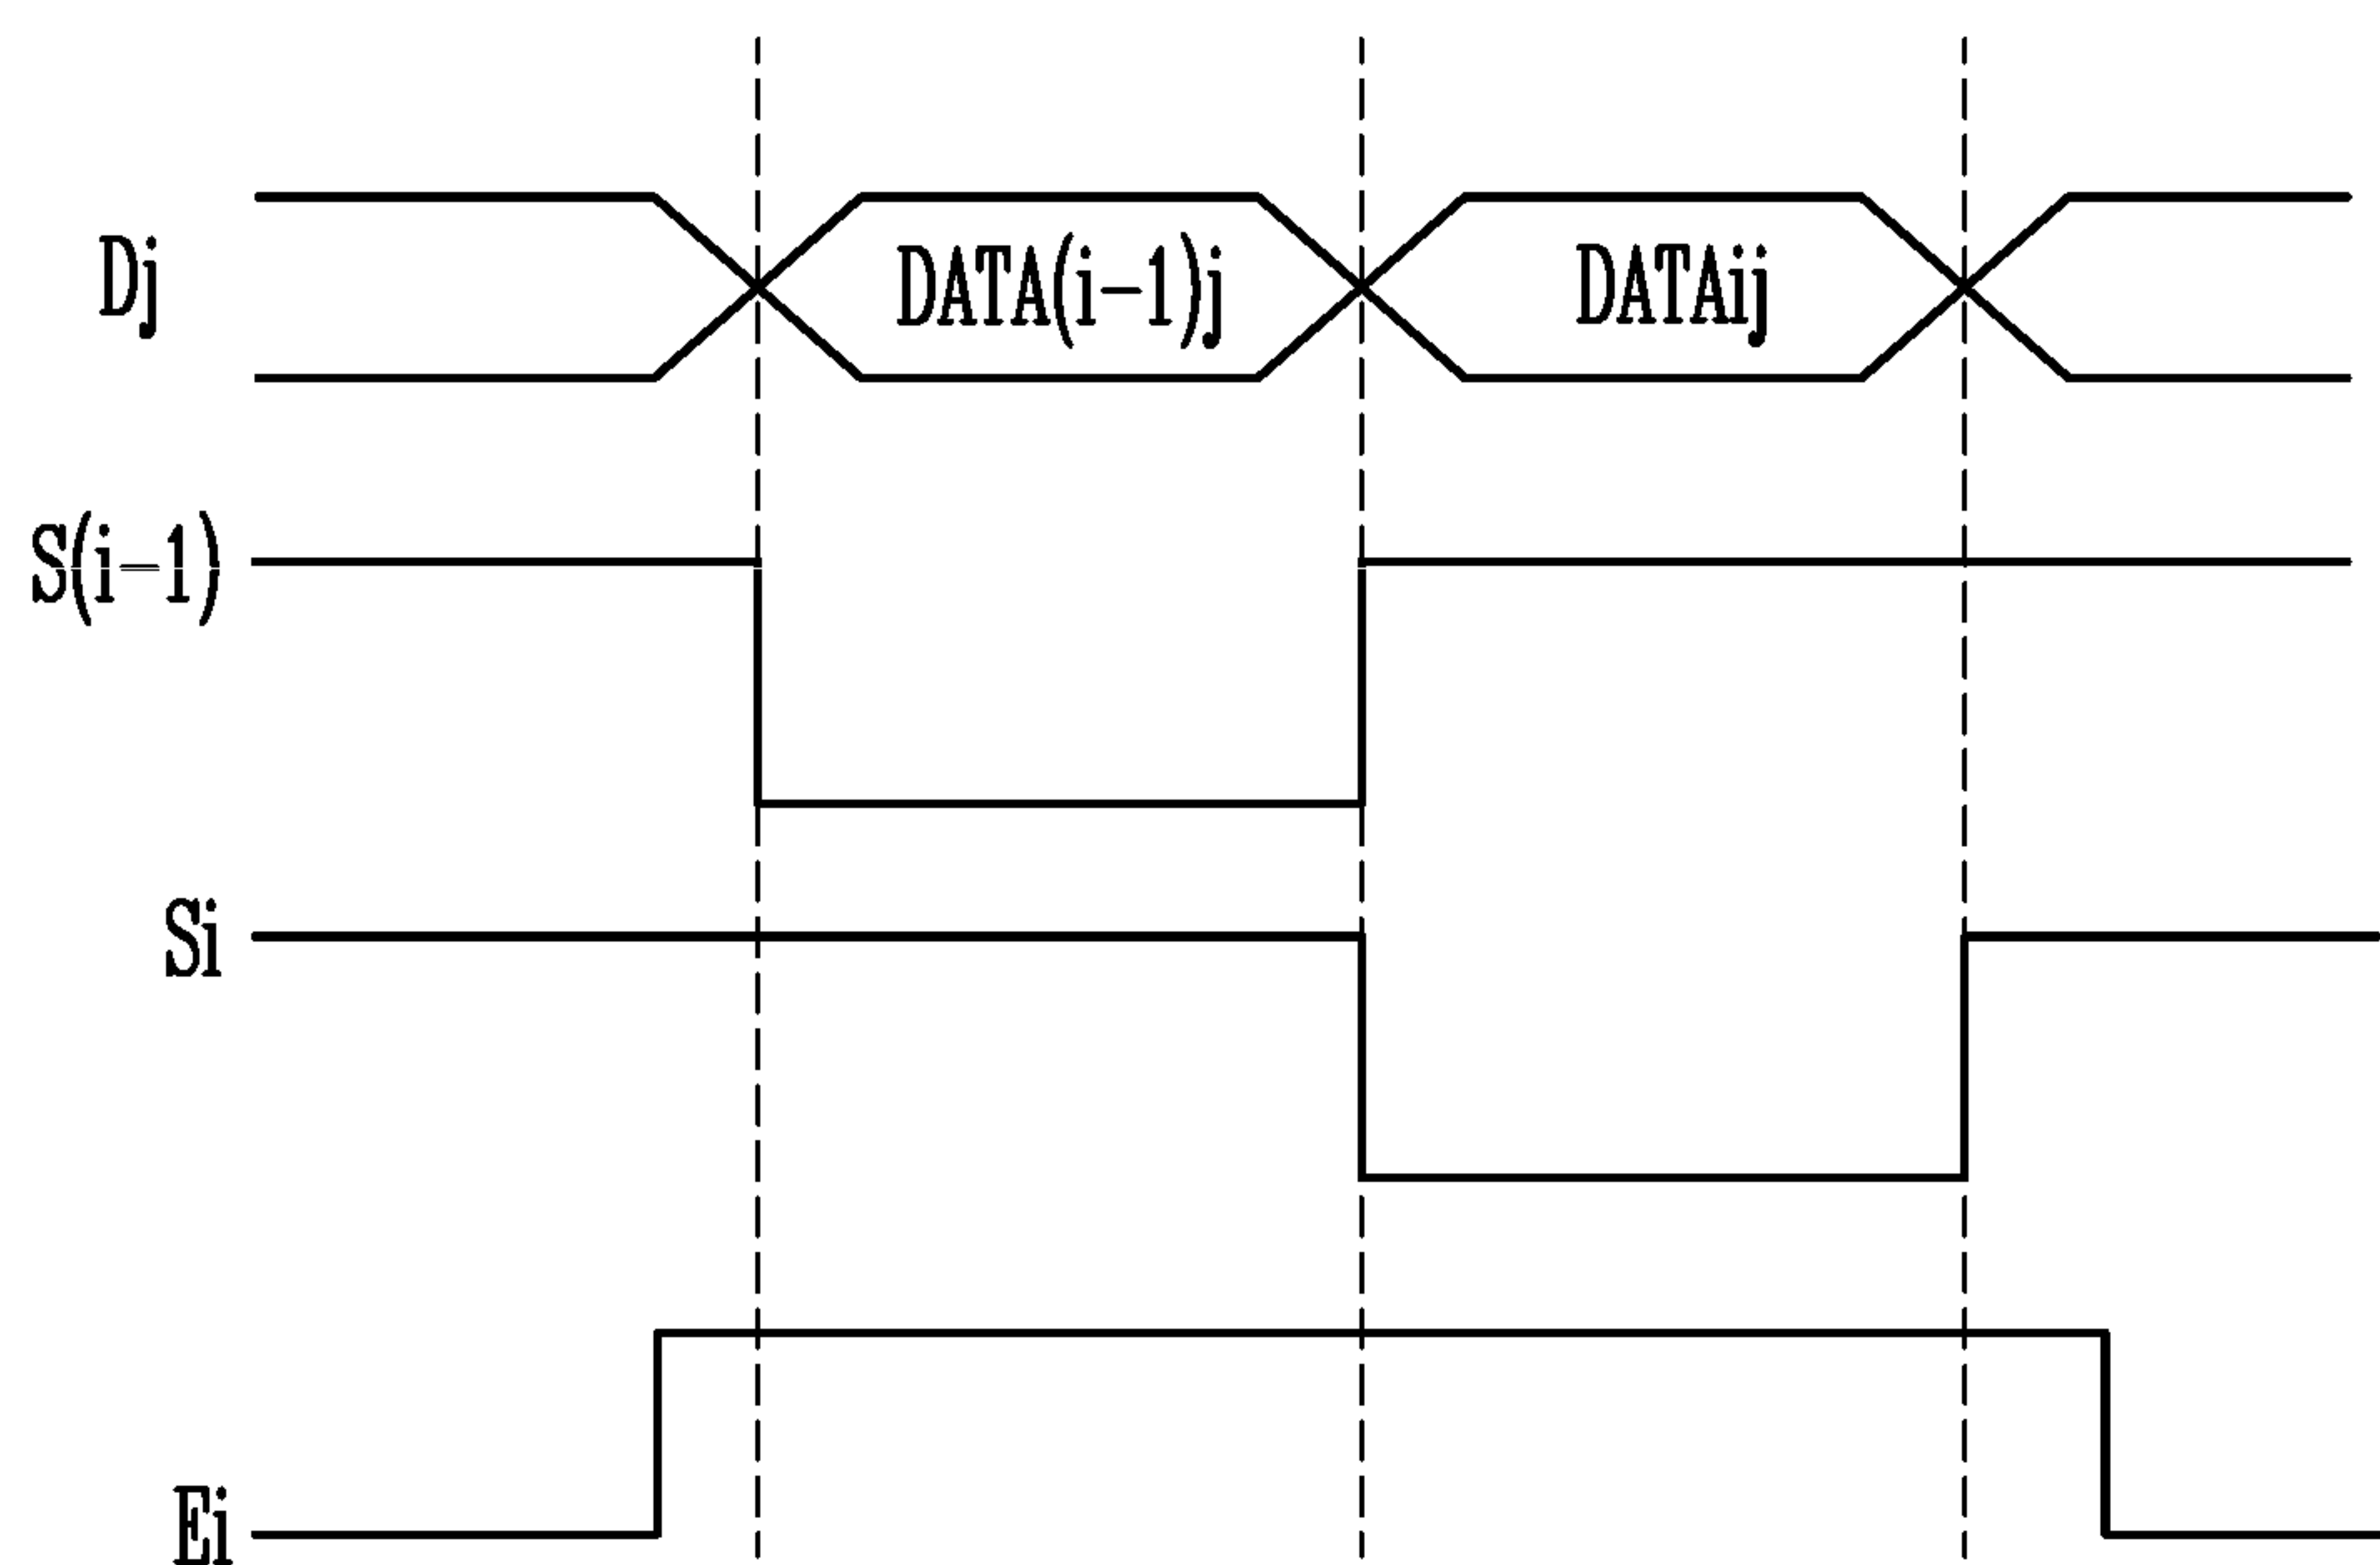 Dj
DATA(i-1)j
DATAij
S(i-1)
Si
Ei